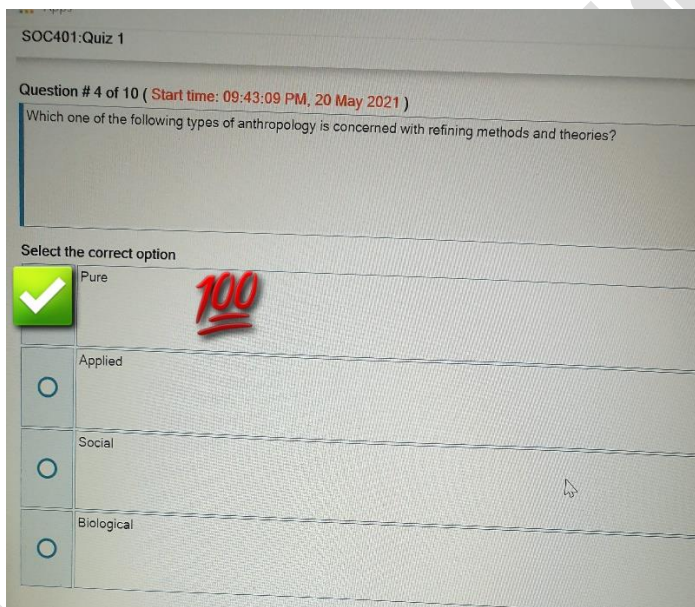 SOC401:Quiz 1
Question # 4 of 10 ( Start time: 09:43:09 PM, 20 May 2021 )
Which one of the following types of anthropology is concerned with refining methods and theories?
Select the correct option
Pure
100
Applied
Social
Biological